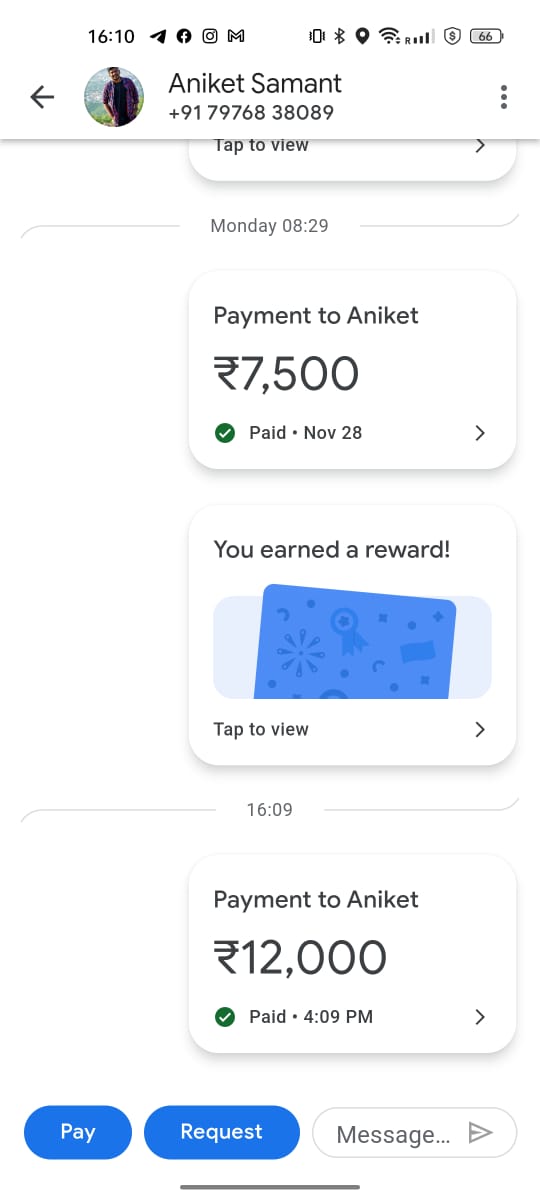 16:10
R
66
Aniket Samant
+91 79768 38089
Tap to view
Monday 08:29
Payment to Aniket
₹7,500
Paid • Nov 28
You earned a reward!
Tap to view
16:09
Payment to Aniket
₹12,000
Paid • 4:09 PM
Pay Request Message...